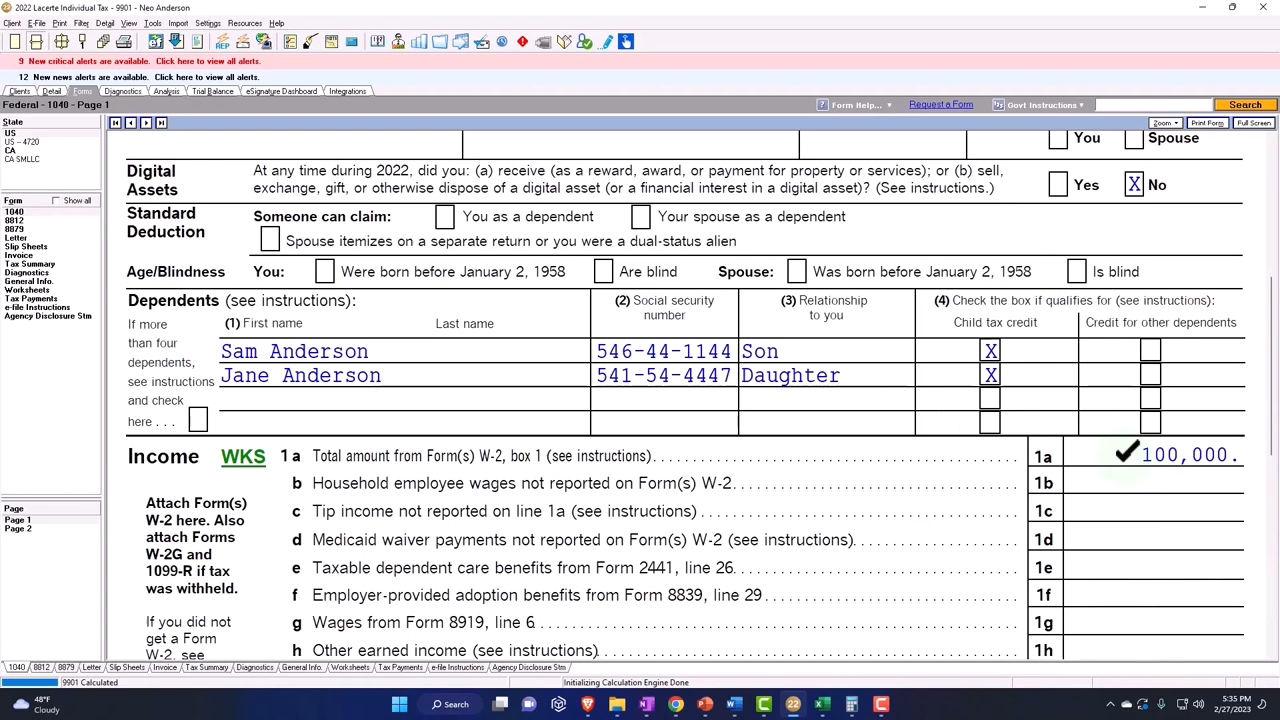 2022 Lacerte Individual Tax - 9901 - Neo Anderson
Client E-File Print Filter Detail View Tools Import Settings Resources Help
9 New critical alerts are available. Click here to view all alerts.
12 New news alerts are available. Click here to view all alerts.
Clients Detail Forms Diagnostics Analysis Trial Balance eSignature Dashboard Integrations
Federal - 1040 - Page 1
Form Help... Request a Form Govt Instructions Search
State
Zoom Print Form Full Screen
US
US - 4720
CA
CA SMLLC
Form Show all
1040
8812
8879
Letter
Slip Sheets
Invoice
Tax Summary
Diagnostics
General Info.
Worksheets
Tax Payments
e-file Instructions
Agency Disclosure Stm
Page
Page 1
Page 2
You Spouse
Digital Assets
At any time during 2022, did you: (a) receive (as a reward, award, or payment for property or services); or (b) sell,
exchange, gift, or otherwise dispose of a digital asset (or a financial interest in a digital asset)? (See instructions.) Yes X No
Standard Deduction
Someone can claim: You as a dependent Your spouse as a dependent
Spouse itemizes on a separate return or you were a dual-status alien
Age/Blindness You: Were born before January 2, 1958 Are blind Spouse: Was born before January 2, 1958 Is blind
Dependents (see instructions): (2) Social security number (3) Relationship to you (4) Check the box if qualifies for (see instructions):
(1) First name Last name Child tax credit Credit for other dependents
If more
than four
dependents,
see instructions
and check
here . . .
Sam Anderson 546-44-1144 Son X
Jane Anderson 541-54-4447 Daughter X
Income WKS 1 a Total amount from Form(s) W-2, box 1 (see instructions) 1a 100,000.
b Household employee wages not reported on Form(s) W-2 1b
c Tip income not reported on line 1a (see instructions) 1c
d Medicaid waiver payments not reported on Form(s) W-2 (see instructions) 1d
e Taxable dependent care benefits from Form 2441, line 26 1e
f Employer-provided adoption benefits from Form 8839, line 29 1f
g Wages from Form 8919, line 6 1g
h Other earned income (see instructions) 1h
Attach Form(s)
W-2 here. Also
attach Forms
W-2G and
1099-R if tax
was withheld.
If you did not
get a Form
W-2, see
1040 8812 8879 Letter Slip Sheets Invoice Tax Summary Diagnostics General Info. Worksheets Tax Payments e-file Instructions Agency Disclosure Stm
9901 Calculated Initializing Calculation Engine Done
48°F
Cloudy
Search
5:35 PM
2/27/2023